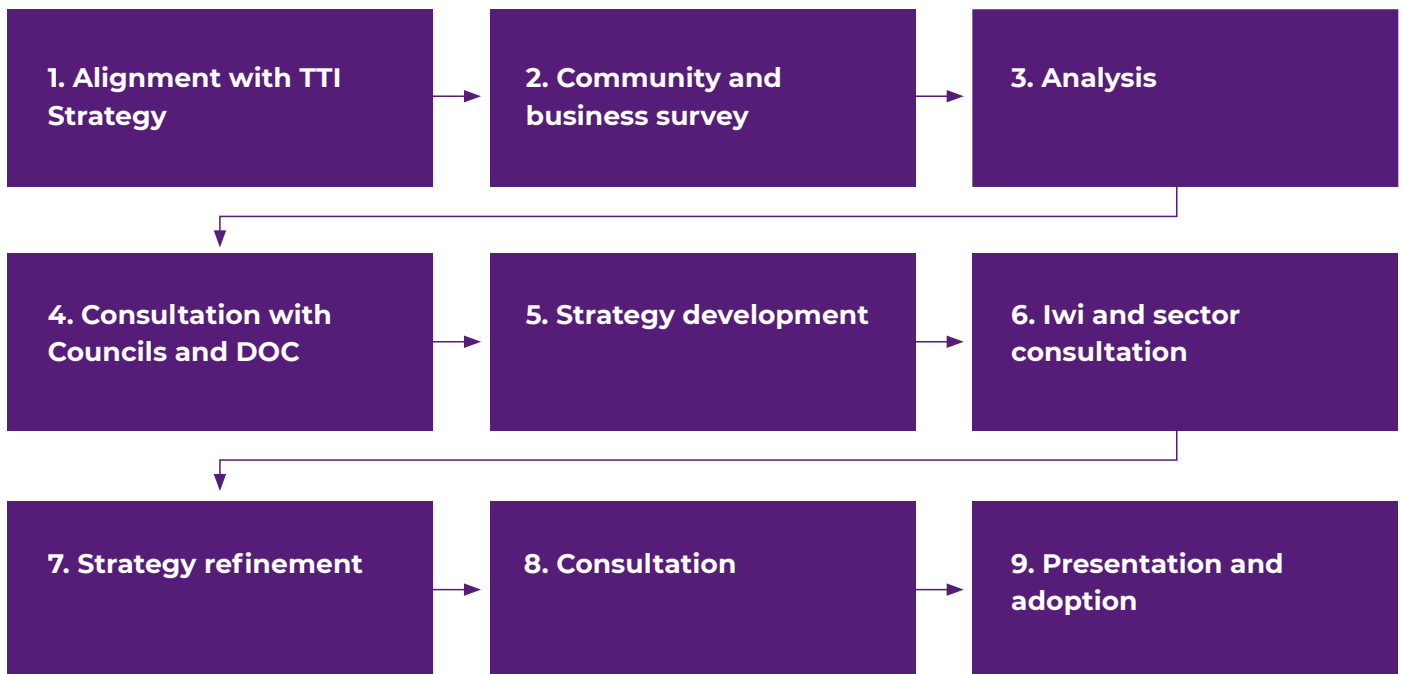 1. Alignment with TTI
Strategy
2. Community and
business survey
3. Analysis
4. Consultation with
Councils and DOC
5. Strategy development
6. Iwi and sector
consultation
7. Strategy refinement
8. Consultation
9. Presentation and
adoption